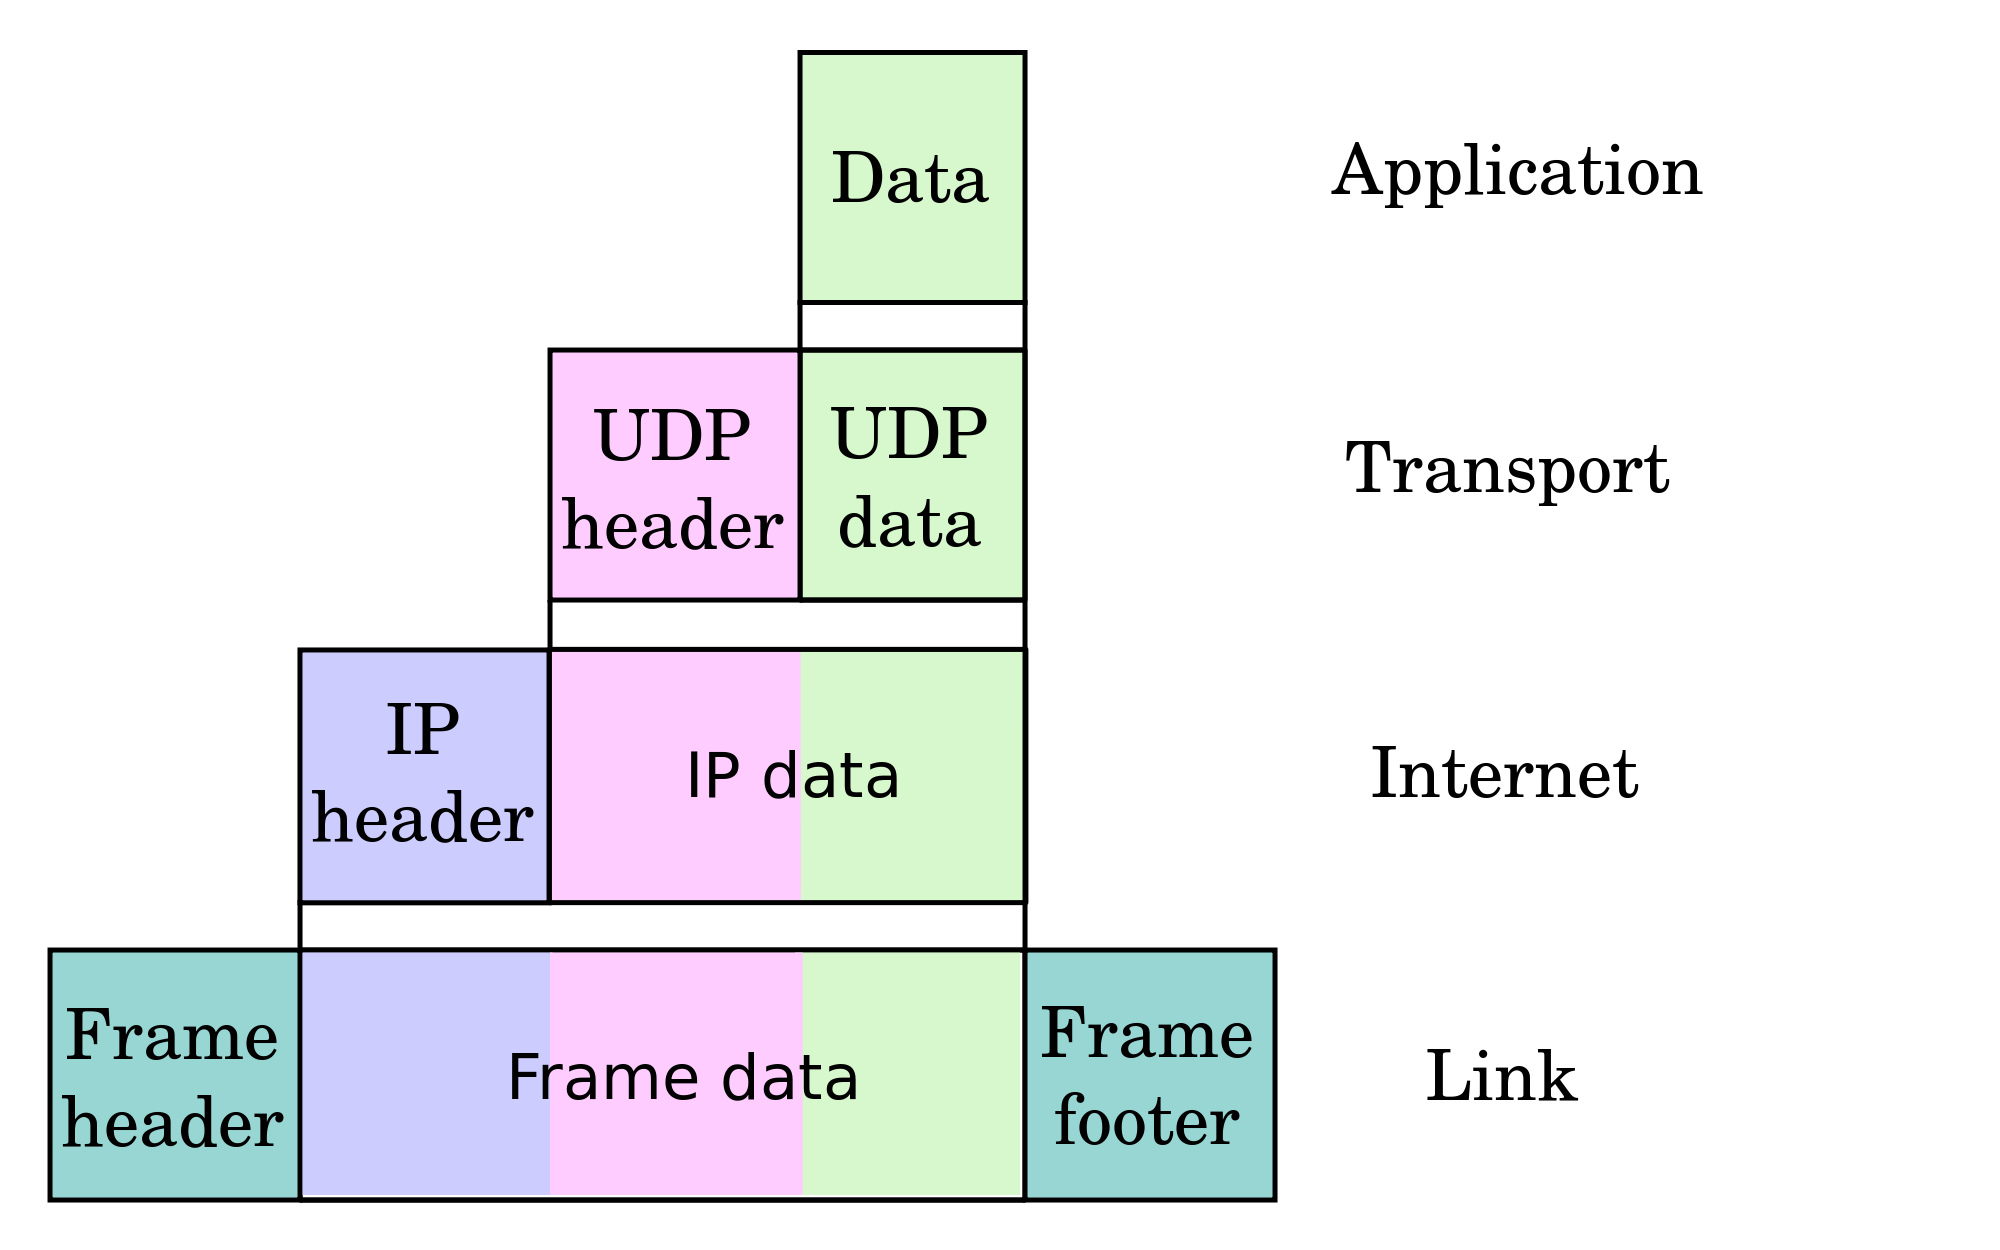 Data
Application
UDP
header
UDP
data
Transport
IP
header
IP data
Internet
Frame
header
Frame data
Frame
footer
Link